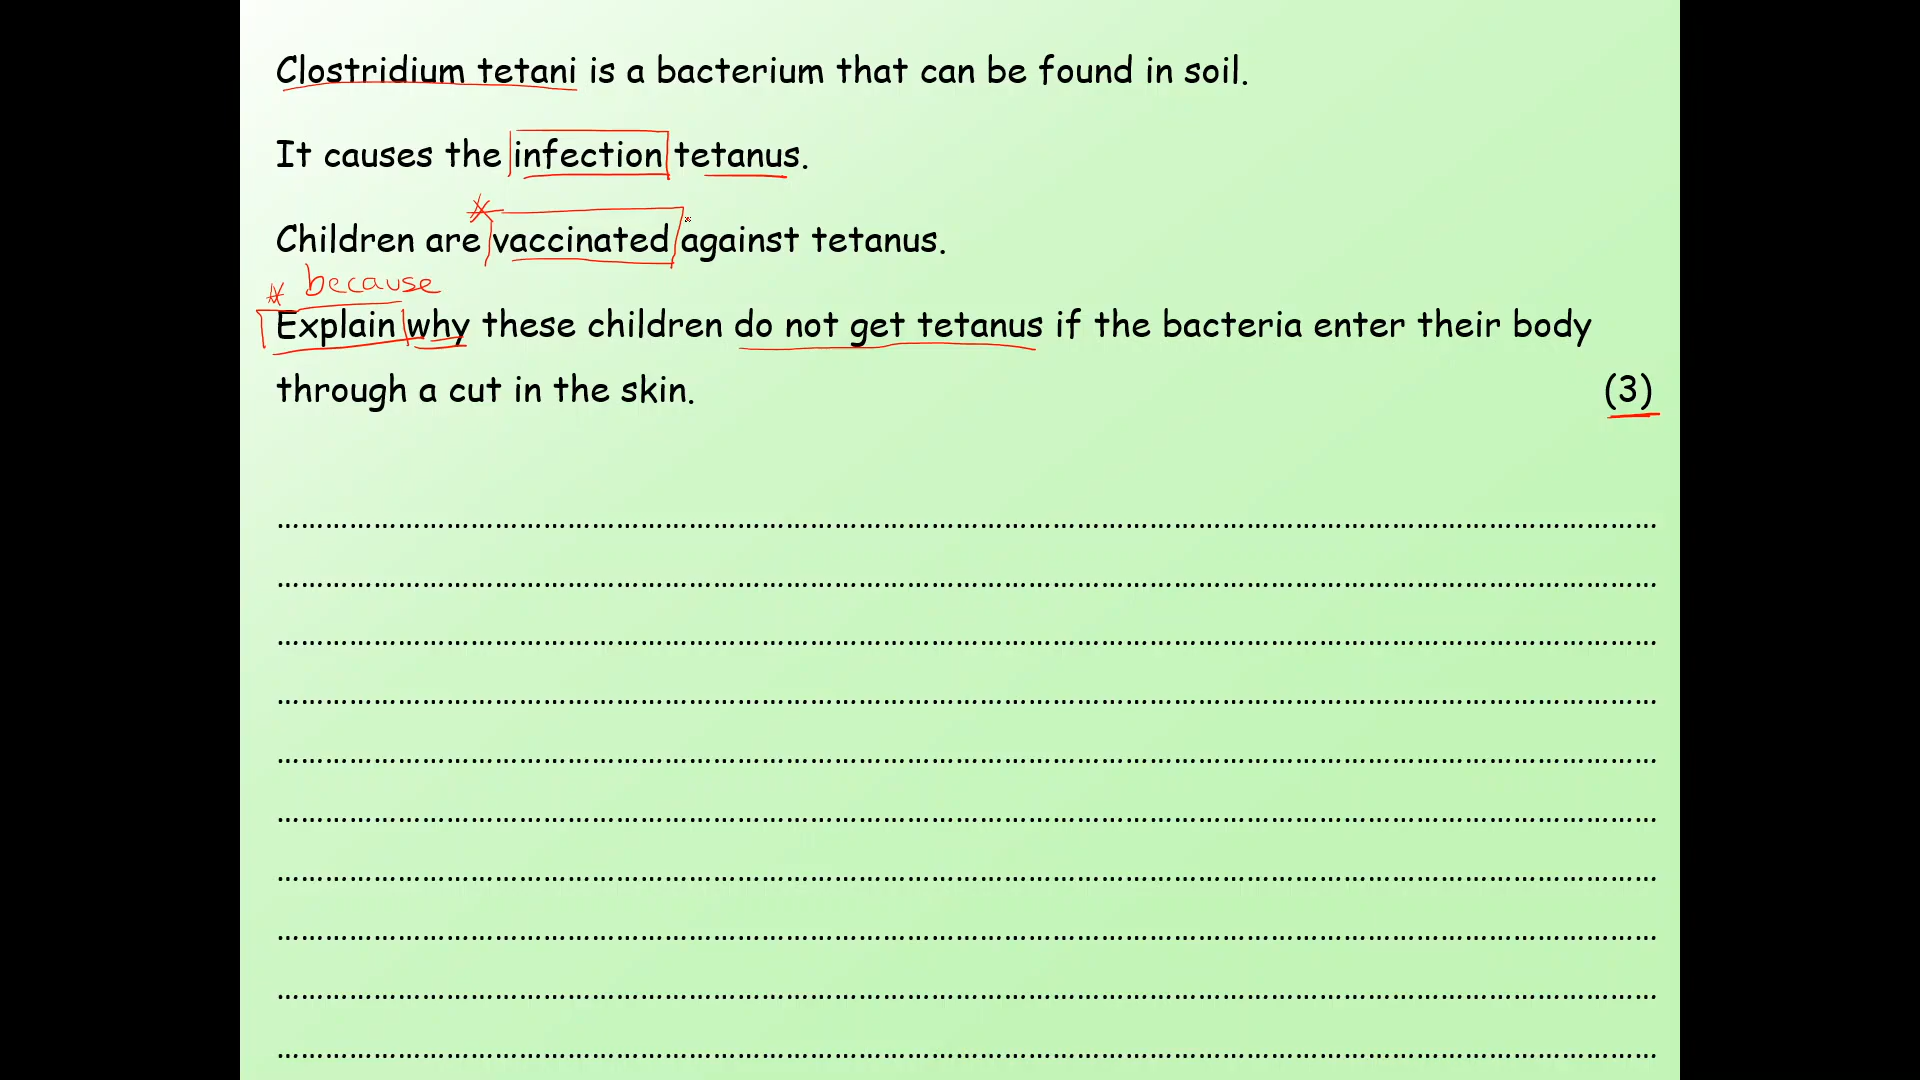 Clostridium tetani is a bacterium that can be found in soil.
It causes the infection tetanus.
Children are vaccinated against tetanus.
* because
Explain why these children do not get tetanus if the bacteria enter their body
through a cut in the skin. (3)